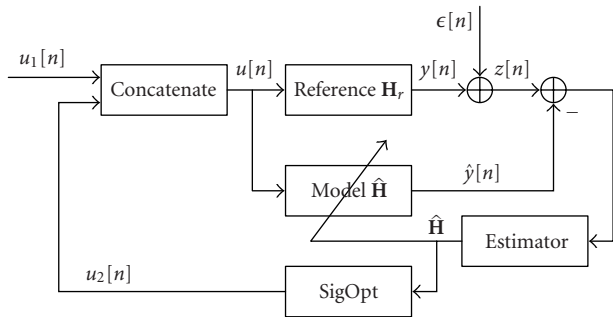 ϵ[n]
u₁[n]
u[n]
y[n]
z[n]
Concatenate
Reference H_r
−
Model Ĥ
ŷ[n]
Ĥ
Estimator
u₂[n]
SigOpt